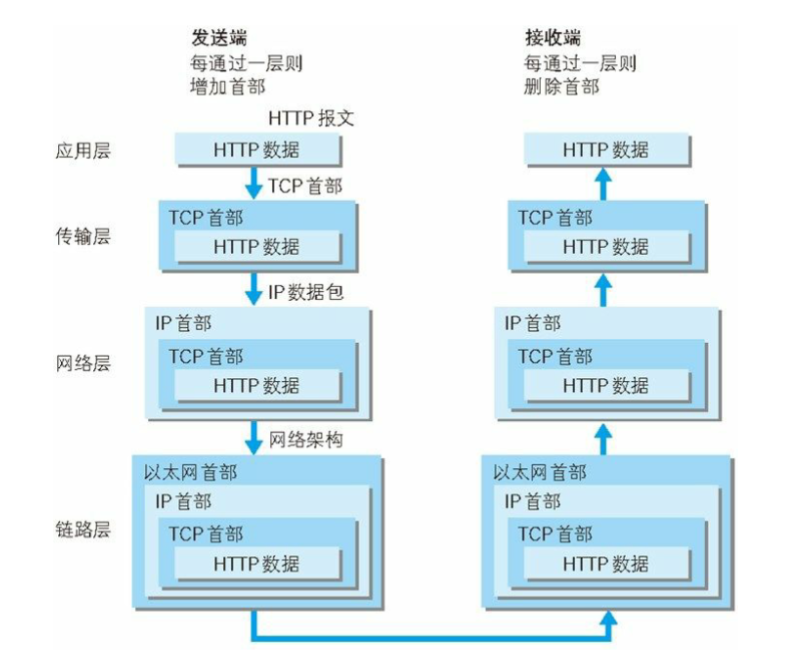 发送端
每通过一层则
增加首部
接收端
每通过一层则
删除首部
HTTP 报文
应用层
HTTP 数据
HTTP 数据
TCP 首部
传输层
TCP 首部
HTTP 数据
TCP 首部
HTTP 数据
IP 数据包
网络层
IP 首部
TCP 首部
HTTP 数据
IP 首部
TCP 首部
HTTP 数据
网络架构
链路层
以太网首部
IP 首部
TCP 首部
HTTP 数据
以太网首部
IP 首部
TCP 首部
HTTP 数据